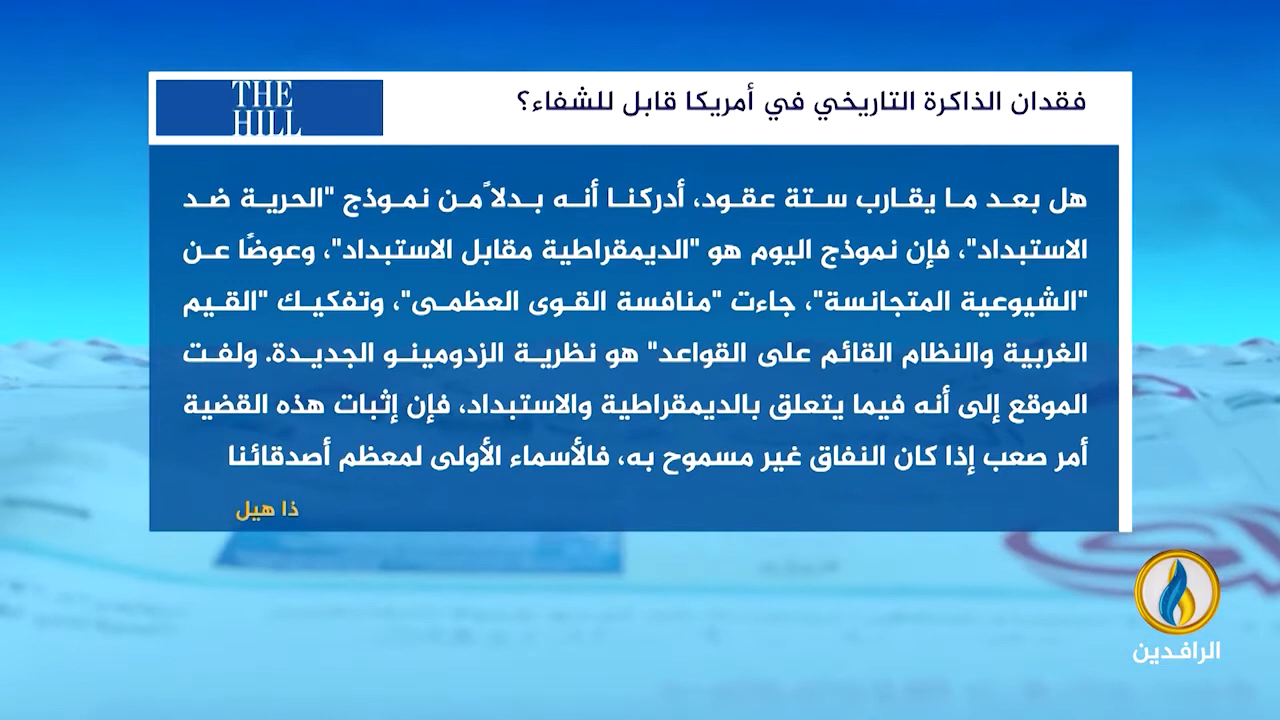 THE
HILL
فقدان الذاكرة التاريخي في أمريكا قابل للشفاء؟
هل بعد ما يقارب ستة عقود، أدركنا أنه بدلاً من نموذج "الحرية ضد
الاستبداد"، فإن نموذج اليوم هو "الديمقراطية مقابل الاستبداد"، وعوضًا عن
"الشيوعية المتجانسة"، جاءت "منافسة القوى العظمى"، وتفكيك "القيم
الغربية والنظام القائم على القواعد" هو نظرية الزدومينو الجديدة. ولفت
الموقع إلى أنه فيما يتعلق بالديمقراطية والاستبداد، فإن إثبات هذه القضية
أمر صعب إذا كان النفاق غير مسموح به، فالأسماء الأولى لمعظم أصدقائنا
ذا هيل
الرافدين